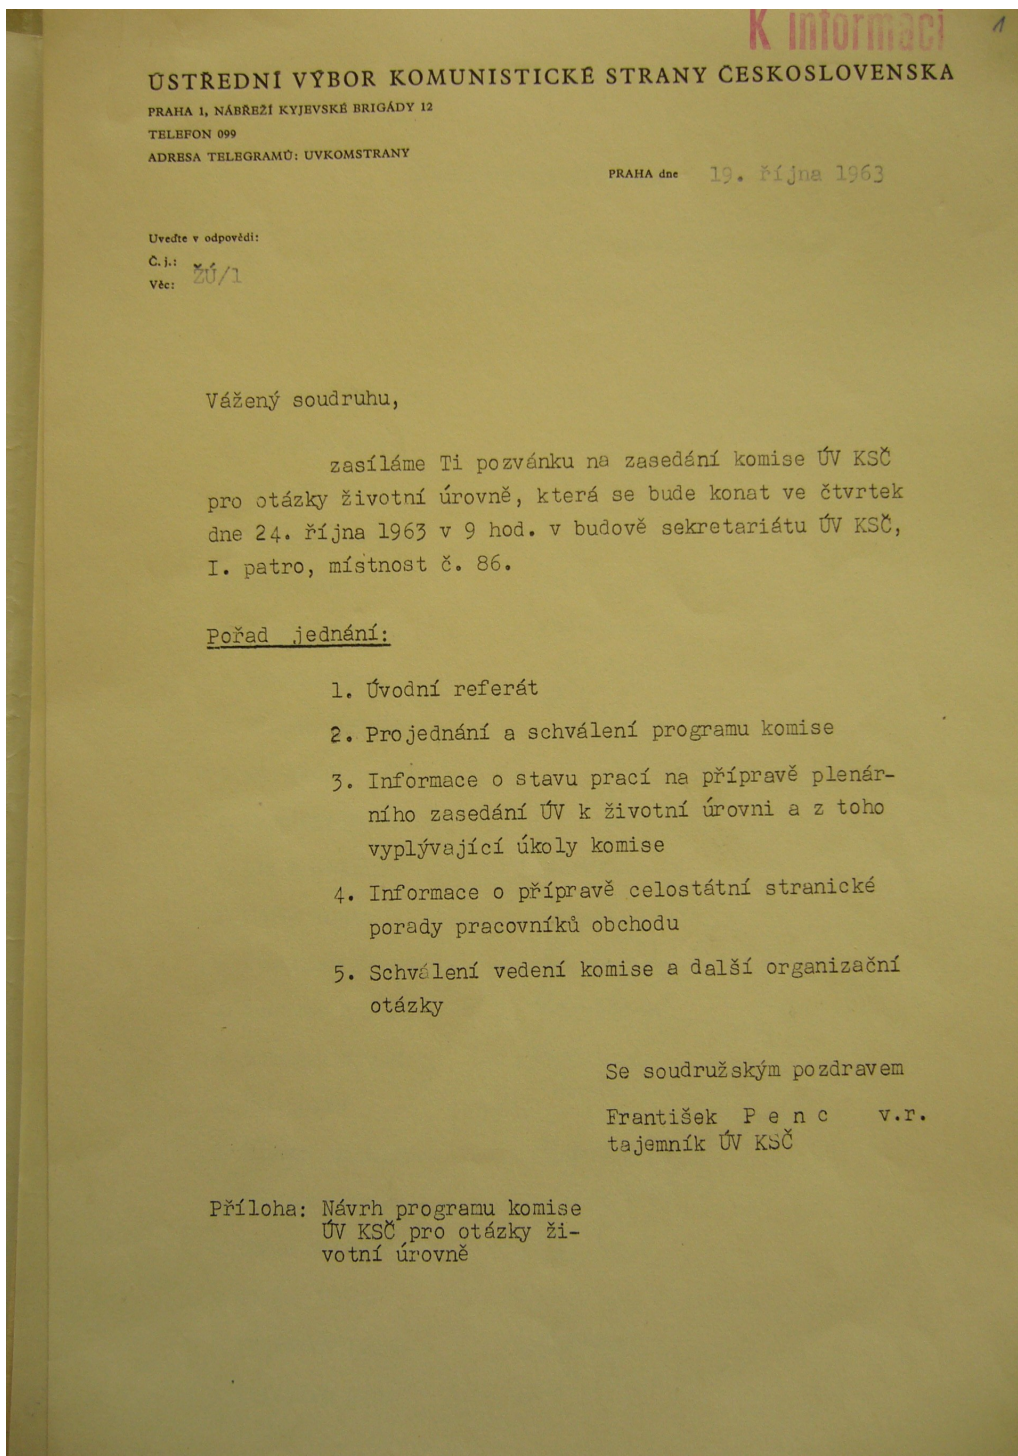 K informaci
1
ÚSTŘEDNÍ VÝBOR KOMUNISTICKÉ STRANY ČESKOSLOVENSKA
PRAHA 1, NÁBŘEŽÍ KYJEVSKÉ BRIGÁDY 12
TELEFON 099
ADRESA TELEGRAMŮ: UVKOMSTRANY
PRAHA dne 19. října 1963
Uveďte v odpovědi:
Č. j.:
Věc: ŽÚ/1
Vážený soudruhu,
zasíláme Ti pozvánku na zasedání komise ÚV KSČ
pro otázky životní úrovně, která se bude konat ve čtvrtek
dne 24. října 1963 v 9 hod. v budově sekretariátu ÚV KSČ,
I. patro, místnost č. 86.
Pořad jednání:
1. Úvodní referát
2. Projednání a schválení programu komise
3. Informace o stavu prací na přípravě plenár-
ního zasedání ÚV k životní úrovni a z toho
vyplývající úkoly komise
4. Informace o přípravě celostátní stranické
porady pracovníků obchodu
5. Schválení vedení komise a další organizační
otázky
Se soudružským pozdravem
František P e n c v.r.
tajemník ÚV KSČ
Příloha: Návrh programu komise
ÚV KSČ pro otázky ži-
votní úrovně